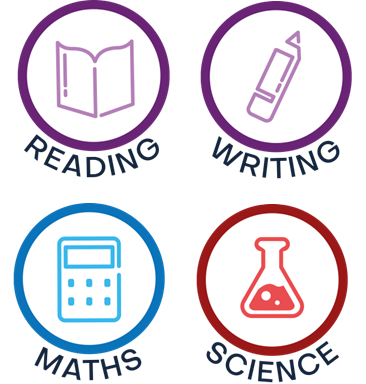 READING
WRITING
MATHS
SCIENCE